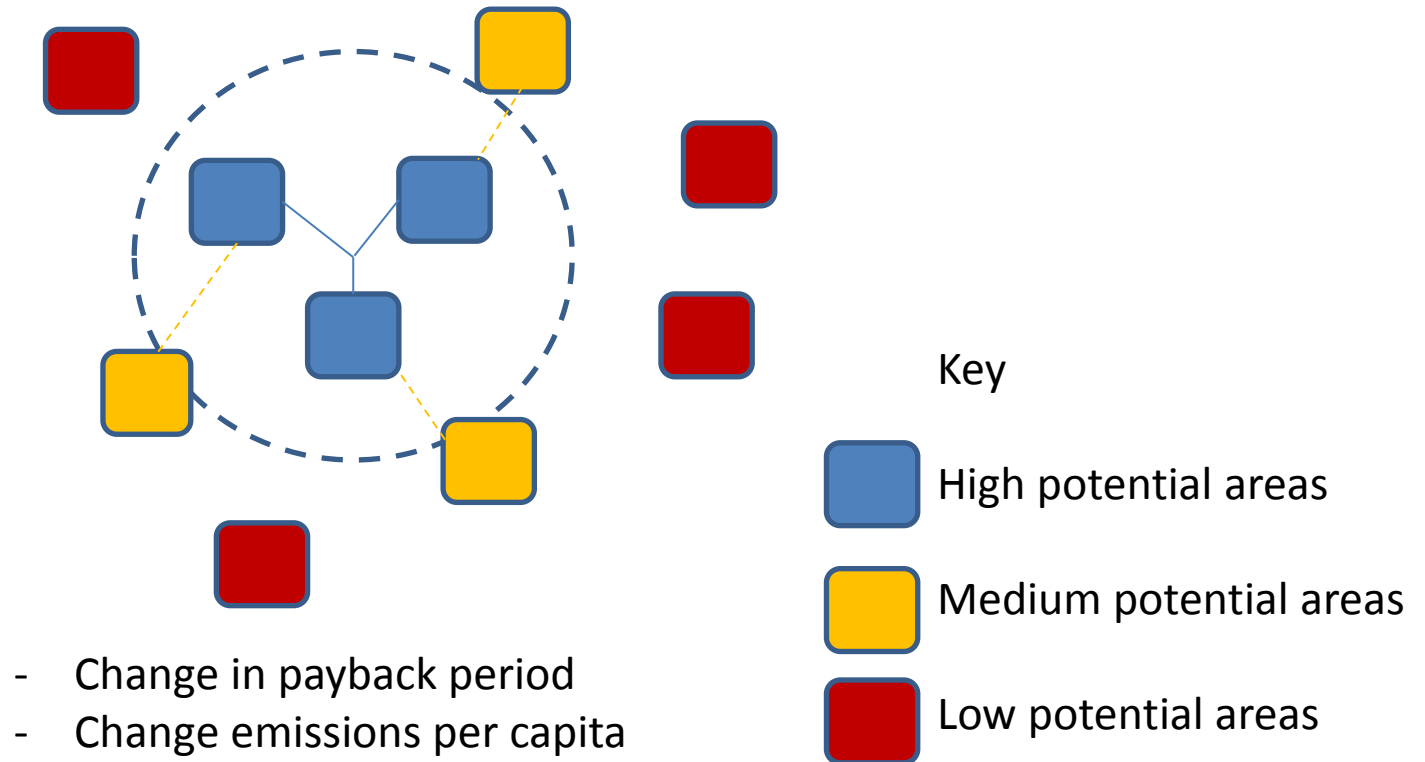 Key
High potential areas
Medium potential areas
Low potential areas
- Change in payback period
- Change emissions per capita